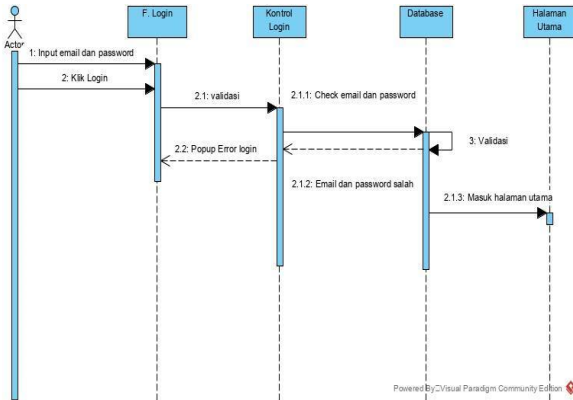 F. Login
Kontrol
Login
Database
Halaman
Utama
Actor
1: Input email dan password
2: Klik Login
2.1: validasi
2.1.1: Check email dan password
3: Validasi
2.2: Popup Error login
2.1.2: Email dan password salah
2.1.3: Masuk halaman utama
Powered By Visual Paradigm Community Edition